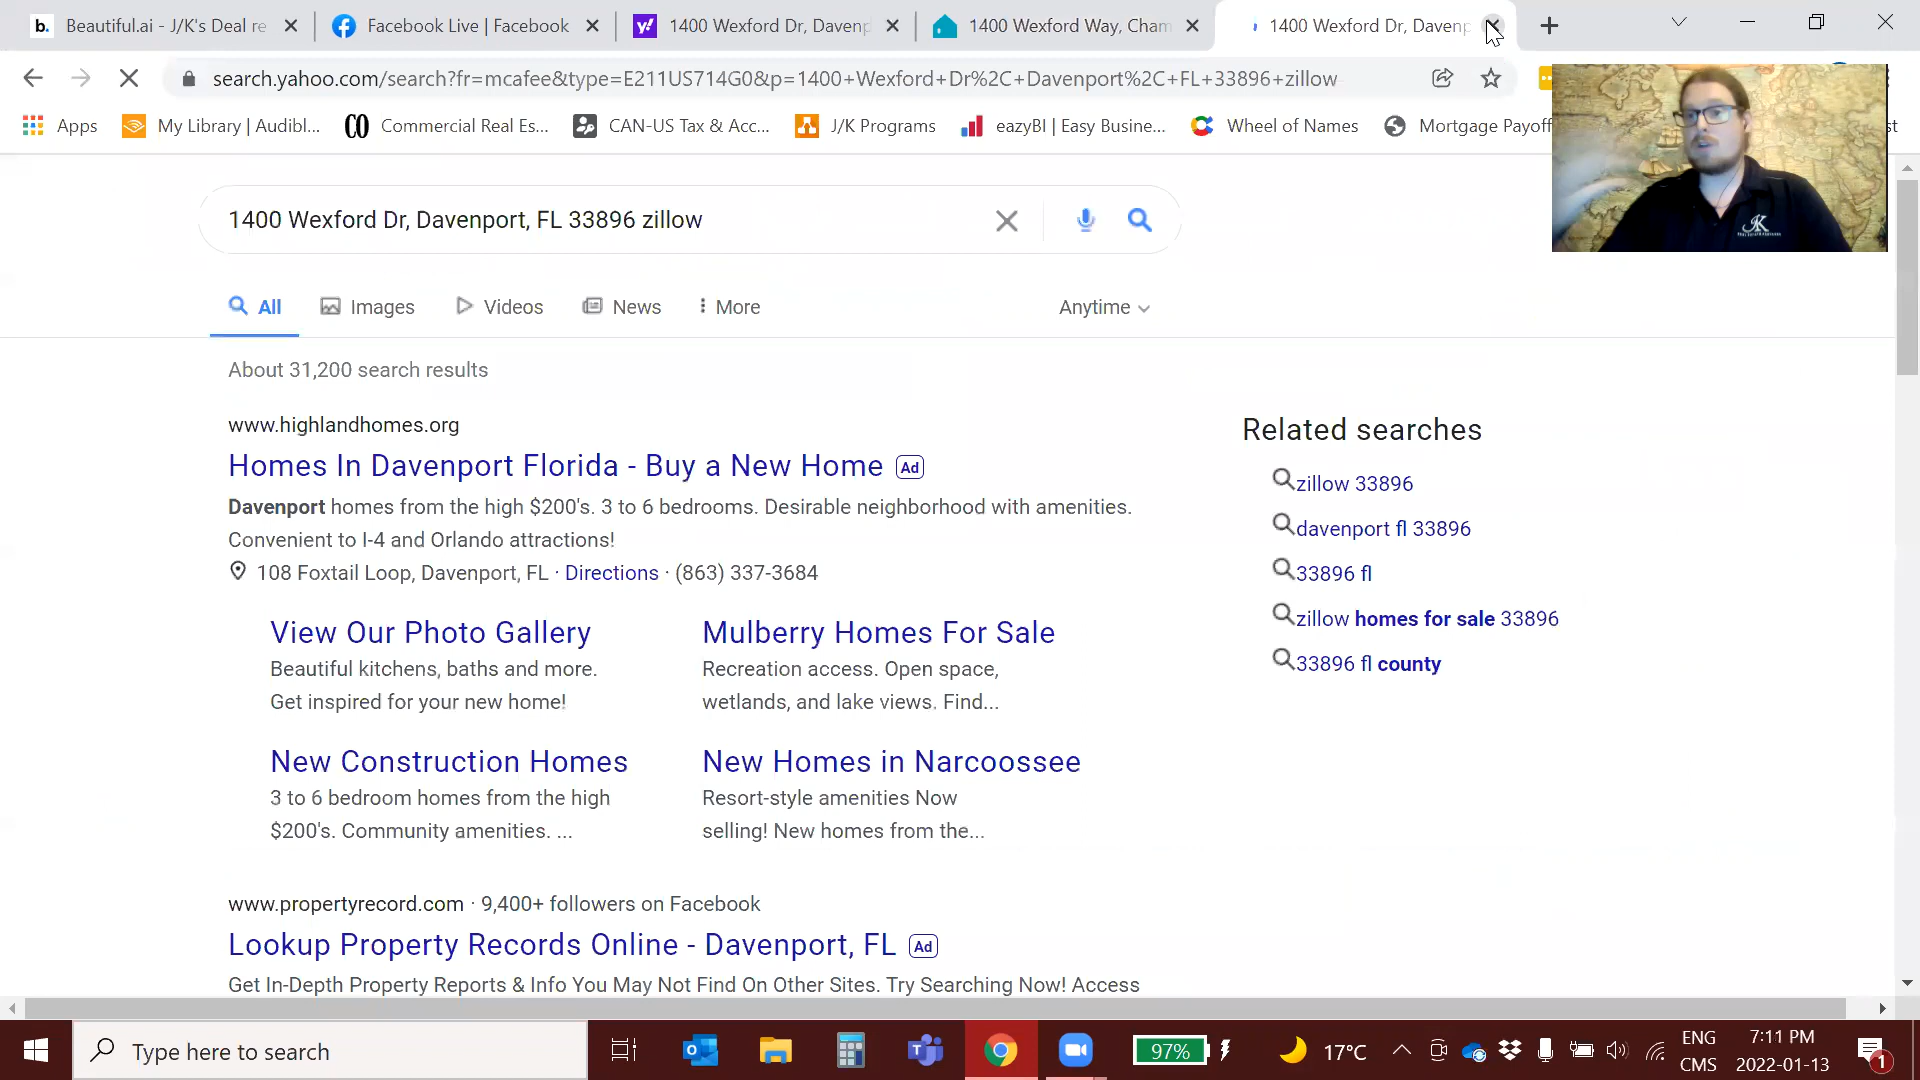 b. Beautiful.ai - J/K's Deal re
Facebook Live | Facebook
y! 1400 Wexford Dr, Davenp
1400 Wexford Way, Cham
1400 Wexford Dr, Davenp
search.yahoo.com/search?fr=mcafee&type=E211US714G0&p=1400+Wexford+Dr%2C+Davenport%2C+FL+33896+zillow
Apps
My Library | Audibl...
CO Commercial Real Es...
CAN-US Tax & Acc...
J/K Programs
eazyBI | Easy Busine...
Wheel of Names
Mortgage Payoff
st
JK
1400 Wexford Dr, Davenport, FL 33896 zillow
All
Images
Videos
News
More
Anytime
About 31,200 search results
www.highlandhomes.org
Homes In Davenport Florida - Buy a New Home Ad
Davenport homes from the high $200's. 3 to 6 bedrooms. Desirable neighborhood with amenities.
Convenient to I-4 and Orlando attractions!
108 Foxtail Loop, Davenport, FL · Directions · (863) 337-3684
View Our Photo Gallery
Beautiful kitchens, baths and more.
Get inspired for your new home!
Mulberry Homes For Sale
Recreation access. Open space,
wetlands, and lake views. Find...
New Construction Homes
3 to 6 bedroom homes from the high
$200's. Community amenities. ...
New Homes in Narcoossee
Resort-style amenities Now
selling! New homes from the...
www.propertyrecord.com · 9,400+ followers on Facebook
Lookup Property Records Online - Davenport, FL Ad
Get In-Depth Property Reports & Info You May Not Find On Other Sites. Try Searching Now! Access
Related searches
zillow 33896
davenport fl 33896
33896 fl
zillow homes for sale 33896
33896 fl county
Type here to search
97%
17°C
ENG
CMS
7:11 PM
2022-01-13
1